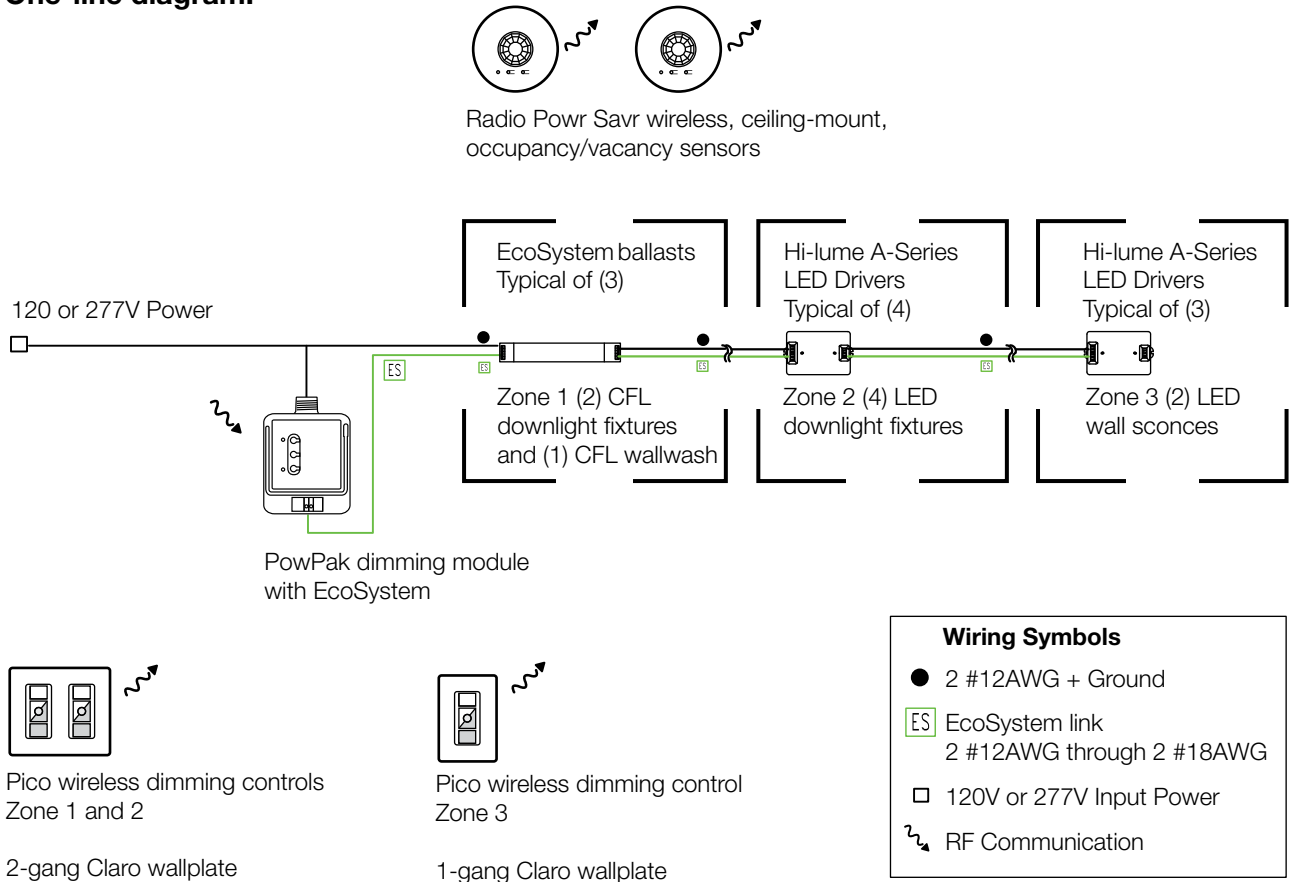 One-line diagram:
Radio Powr Savr wireless, ceiling-mount,
occupancy/vacancy sensors
120 or 277V Power
EcoSystem ballasts
Typical of (3)
Hi-lume A-Series
LED Drivers
Typical of (4)
Hi-lume A-Series
LED Drivers
Typical of (3)
ES
ES
ES
ES
Zone 1 (2) CFL
downlight fixtures
and (1) CFL wallwash
Zone 2 (4) LED
downlight fixtures
Zone 3 (2) LED
wall sconces
PowPak dimming module
with EcoSystem
Pico wireless dimming controls
Zone 1 and 2
2-gang Claro wallplate
Pico wireless dimming control
Zone 3
1-gang Claro wallplate
Wiring Symbols
2 #12AWG + Ground
ES EcoSystem link
2 #12AWG through 2 #18AWG
120V or 277V Input Power
RF Communication